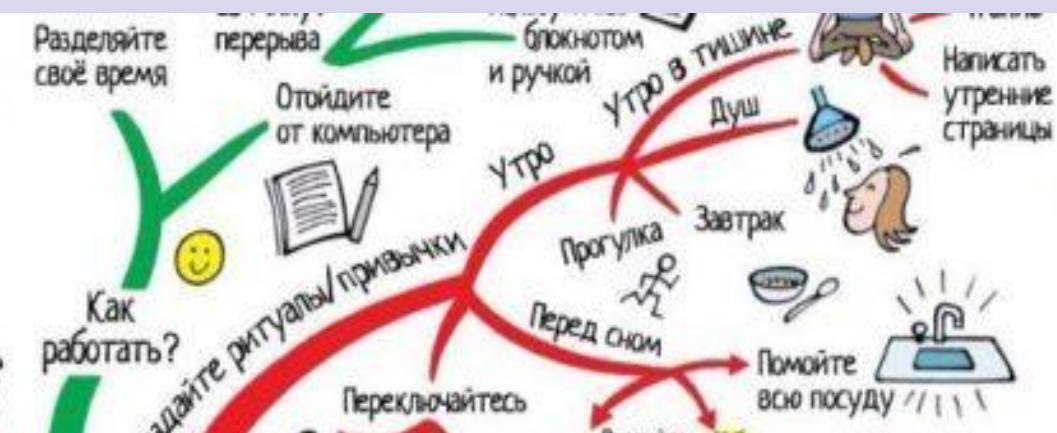 Разделяйте
своё время
перерыва
блокнотом
и ручкой
Отойдите
от компьютера
Утро в тишине
Написать
утренние
страницы
Душ
Утро
Завтрак
Прогулка
ритуалы/привычки
Как
работать?
Перед сном
Помойте
всю посуду
Переключайтесь